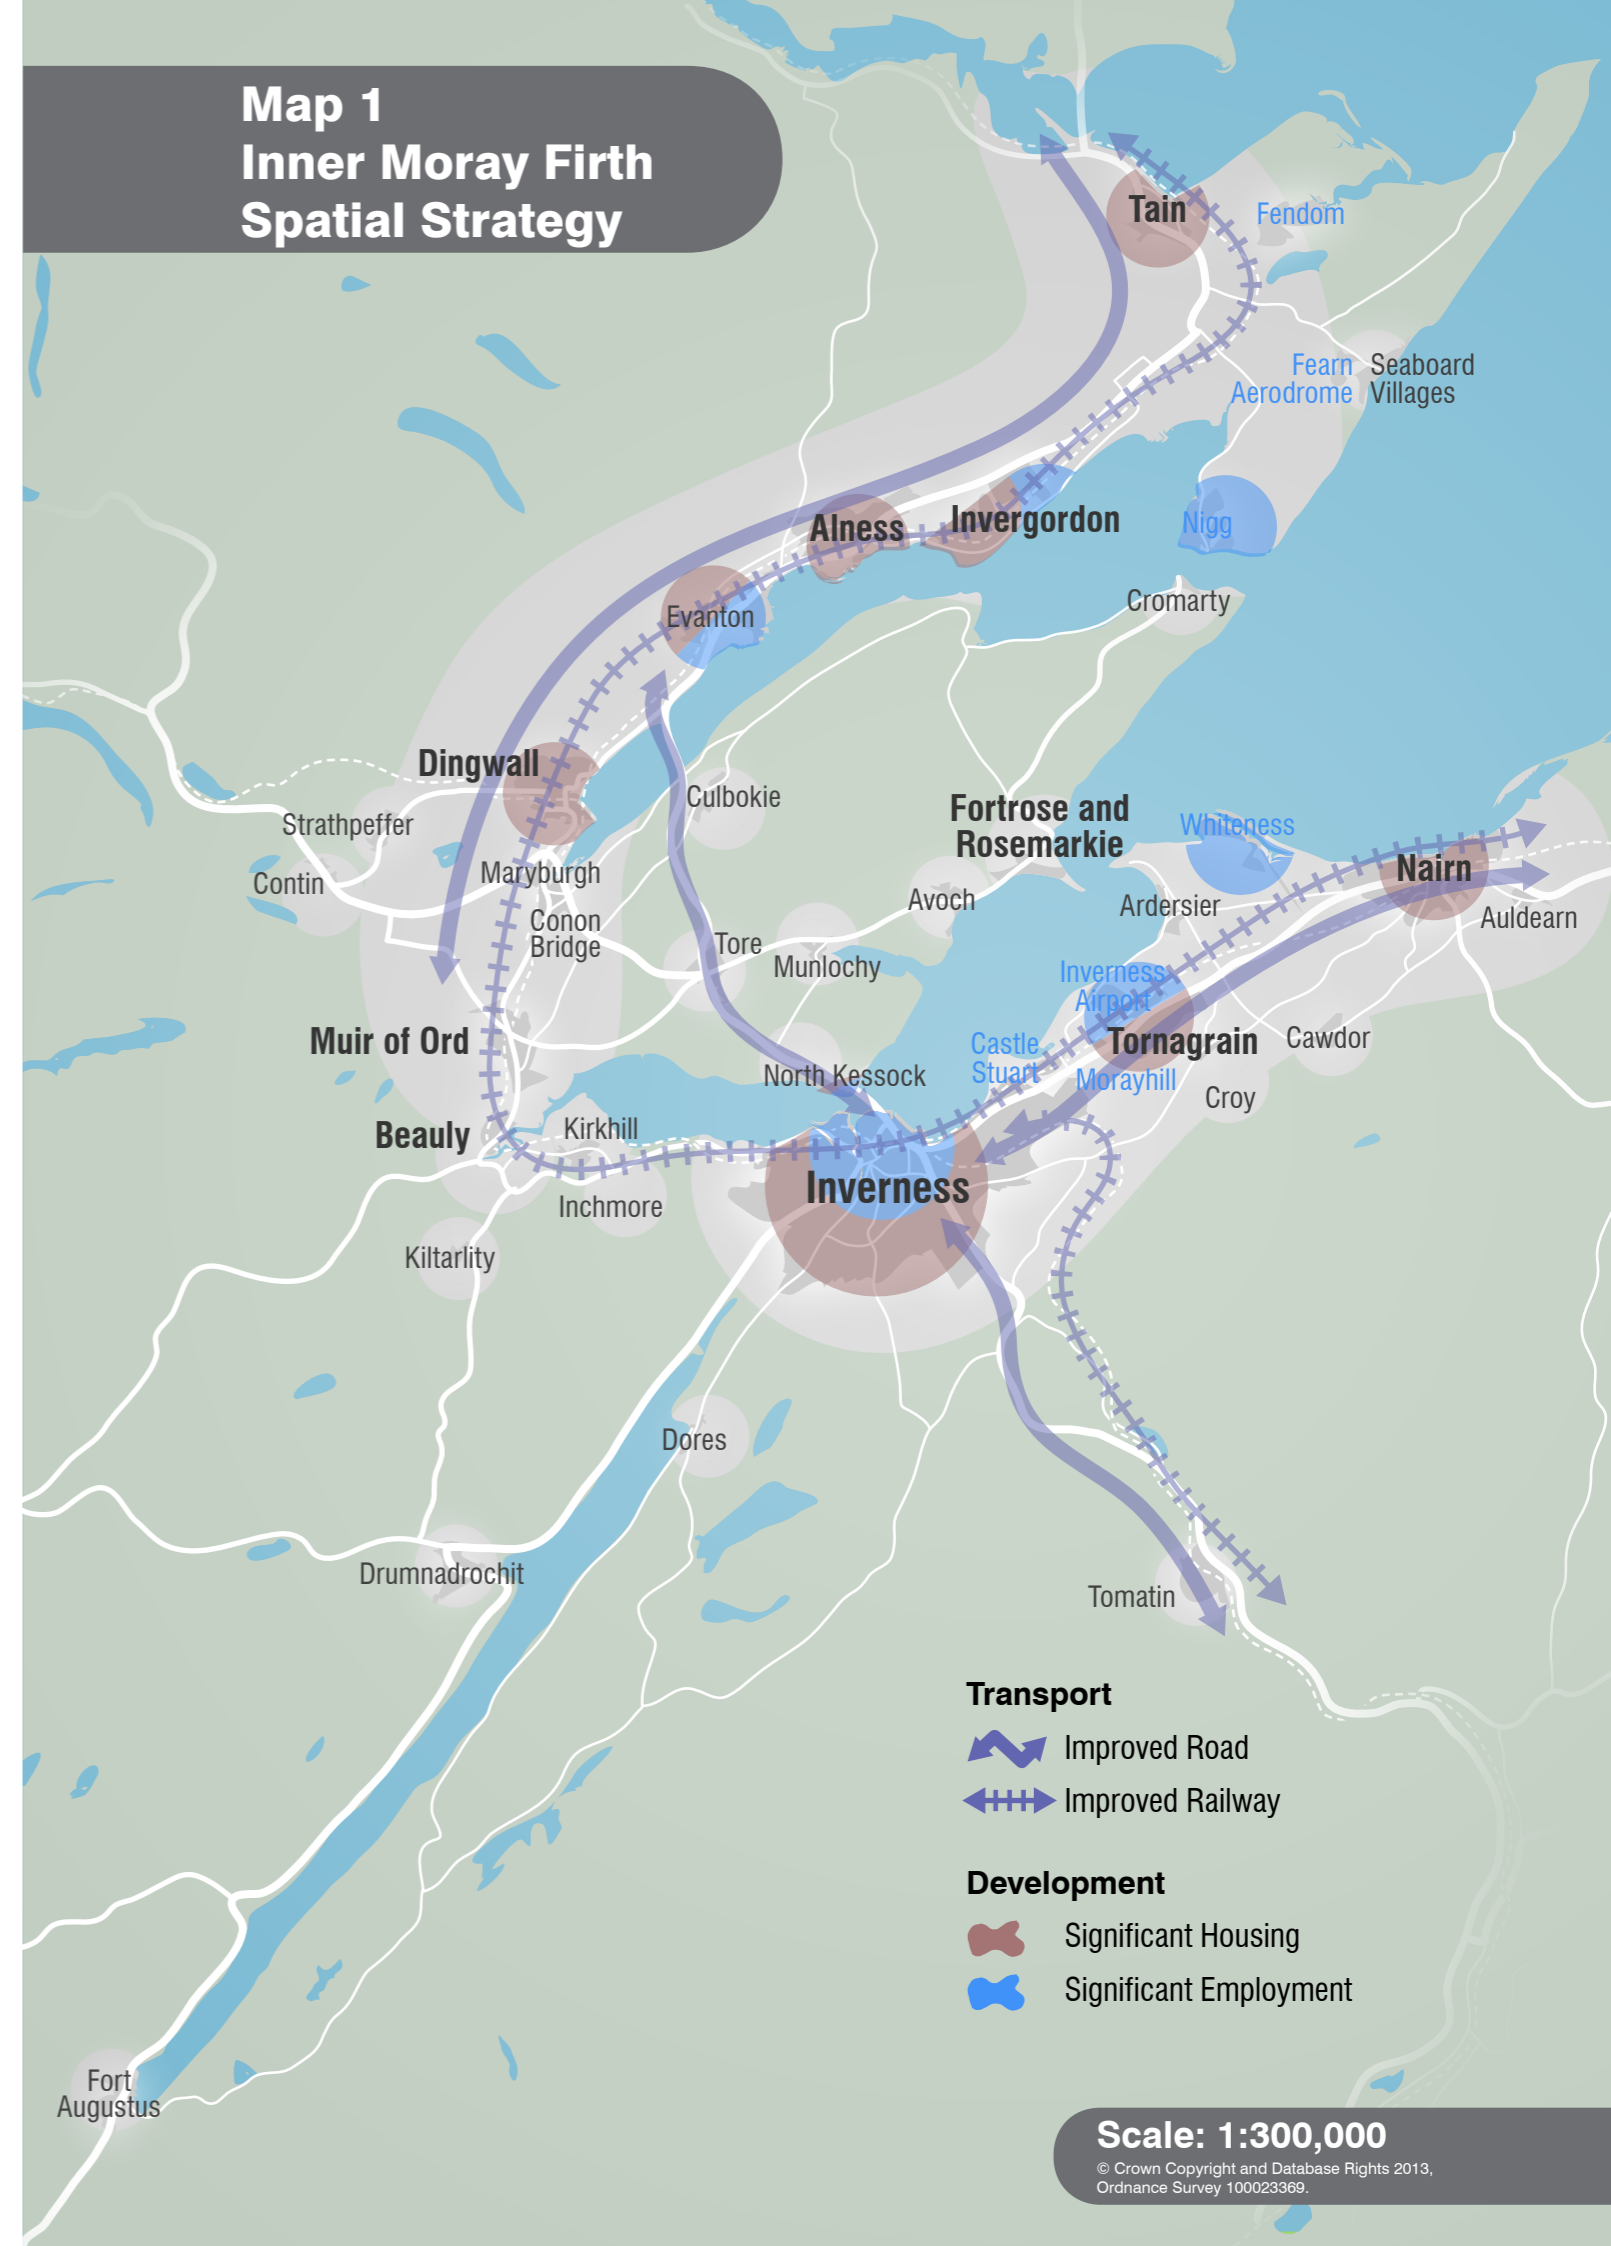 Map 1
Inner Moray Firth
Spatial Strategy
Tain
Fendom
Fearn
Aerodrome
Seaboard
Villages
Alness
Invergordon
Nigg
Evanton
Cromarty
Dingwall
Culbokie
Strathpeffer
Fortrose and
Rosemarkie
Whiteness
Contin
Maryburgh
Nairn
Avoch
Ardersier
Auldearn
Conon
Bridge
Tore
Munlochy
Inverness
Airport
Muir of Ord
Castle
Stuart
Tornagrain
Cawdor
North Kessock
Morayhill
Croy
Beauly
Kirkhill
Inverness
Inchmore
Kiltarlity
Dores
Drumnadrochit
Tomatin
Transport
Improved Road
Improved Railway
Development
Significant Housing
Significant Employment
Fort
Augustus
Scale: 1:300,000
© Crown Copyright and Database Rights 2013,
Ordnance Survey 100023369.